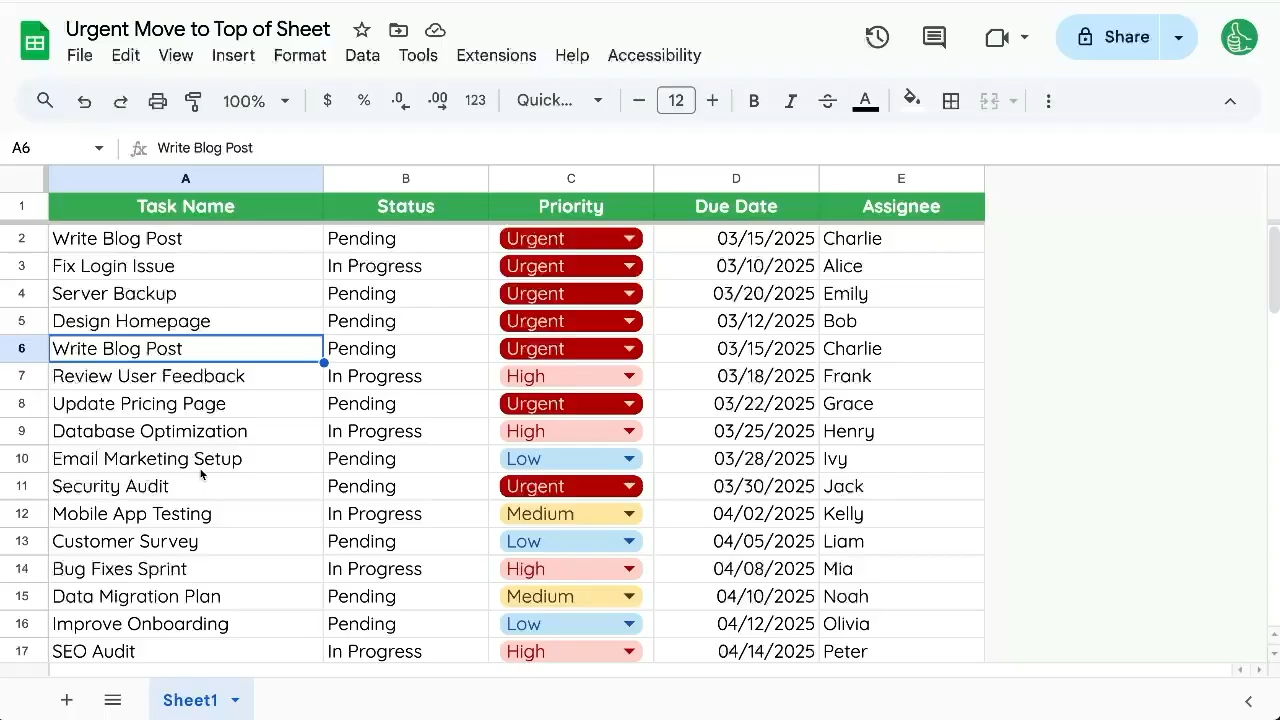 Urgent Move to Top of Sheet
File Edit View Insert Format Data Tools Extensions Help Accessibility
Share
100% $ % .0 .00 123 Quick... 12 B I A
A6 fx Write Blog Post
A B C D E
1 Task Name Status Priority Due Date Assignee
2 Write Blog Post Pending Urgent 03/15/2025 Charlie
3 Fix Login Issue In Progress Urgent 03/10/2025 Alice
4 Server Backup Pending Urgent 03/20/2025 Emily
5 Design Homepage Pending Urgent 03/12/2025 Bob
6 Write Blog Post Pending Urgent 03/15/2025 Charlie
7 Review User Feedback In Progress High 03/18/2025 Frank
8 Update Pricing Page Pending Urgent 03/22/2025 Grace
9 Database Optimization In Progress High 03/25/2025 Henry
10 Email Marketing Setup Pending Low 03/28/2025 Ivy
11 Security Audit Pending Urgent 03/30/2025 Jack
12 Mobile App Testing In Progress Medium 04/02/2025 Kelly
13 Customer Survey Pending Low 04/05/2025 Liam
14 Bug Fixes Sprint In Progress High 04/08/2025 Mia
15 Data Migration Plan Pending Medium 04/10/2025 Noah
16 Improve Onboarding Pending Low 04/12/2025 Olivia
17 SEO Audit In Progress High 04/14/2025 Peter
Sheet1